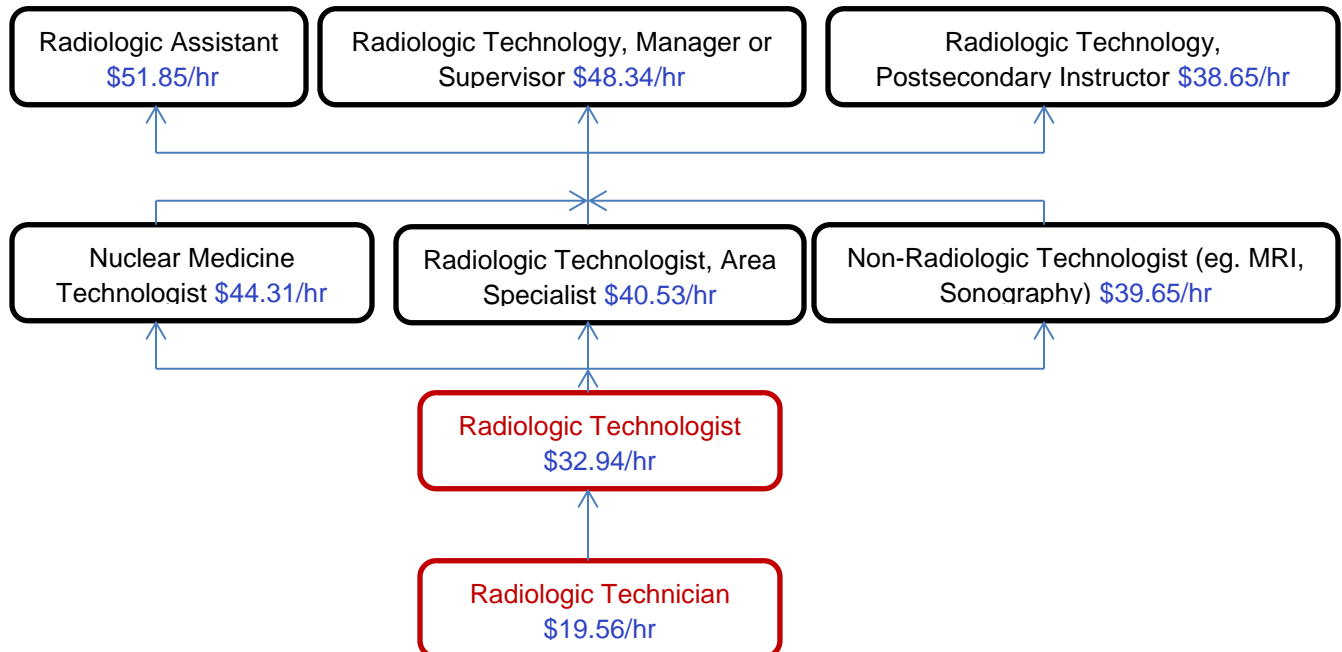 Radiologic Assistant
$51.85/hr
Radiologic Technology, Manager or
Supervisor $48.34/hr
Radiologic Technology,
Postsecondary Instructor $38.65/hr
Nuclear Medicine
Technologist $44.31/hr
Radiologic Technologist, Area
Specialist $40.53/hr
Non-Radiologic Technologist (eg. MRI,
Sonography) $39.65/hr
Radiologic Technologist
$32.94/hr
Radiologic Technician
$19.56/hr